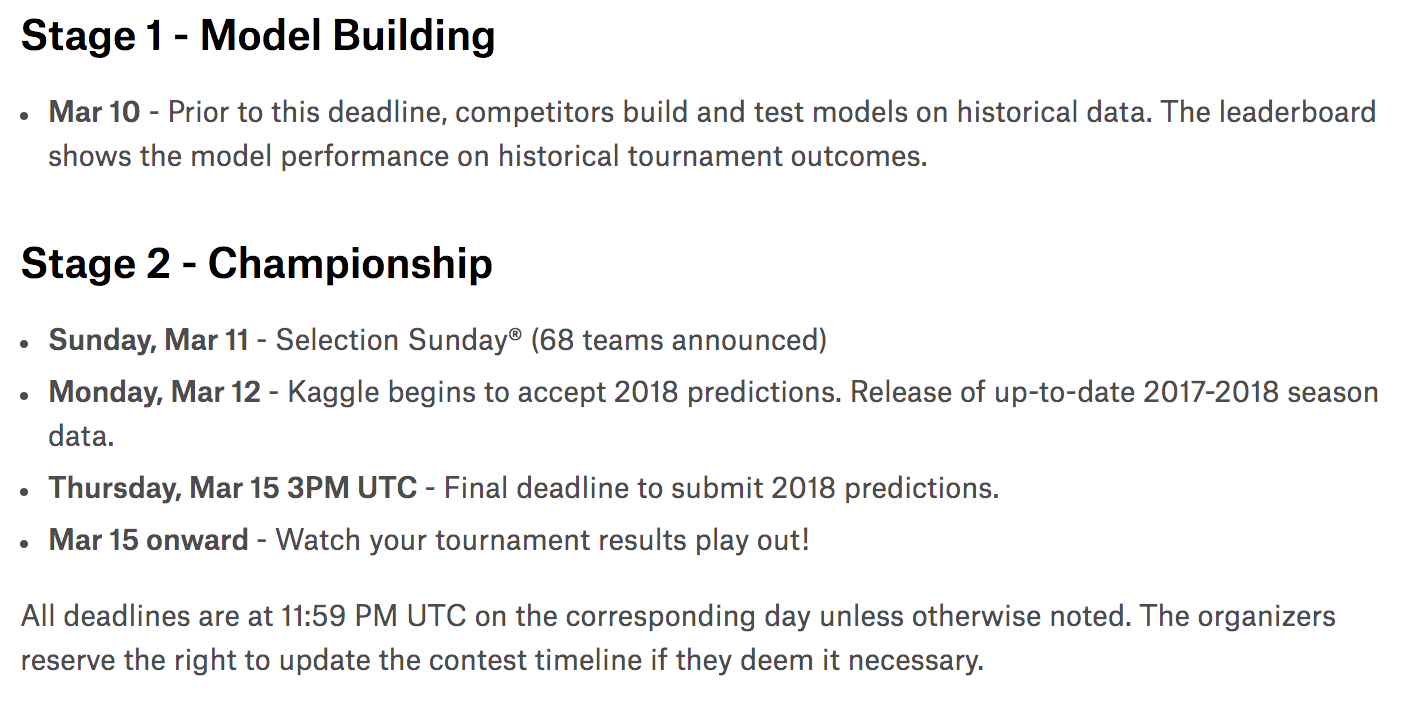 Stage 1 - Model Building
• Mar 10 - Prior to this deadline, competitors build and test models on historical data. The leaderboard
shows the model performance on historical tournament outcomes.
Stage 2 - Championship
• Sunday, Mar 11 - Selection Sunday® (68 teams announced)
• Monday, Mar 12 - Kaggle begins to accept 2018 predictions. Release of up-to-date 2017-2018 season
data.
• Thursday, Mar 15 3PM UTC - Final deadline to submit 2018 predictions.
• Mar 15 onward - Watch your tournament results play out!
All deadlines are at 11:59 PM UTC on the corresponding day unless otherwise noted. The organizers
reserve the right to update the contest timeline if they deem it necessary.